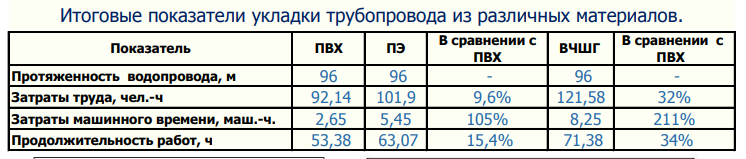 Итоговые показатели укладки трубопровода из различных материалов.
Показатель ПВХ ПЭ В сравнении с ПВХ ВЧШГ В сравнении с ПВХ
Протяженность водопровода, м 96 96 - 96 -
Затраты труда, чел.-ч 92,14 101,9 9,6% 121,58 32%
Затраты машинного времени, маш.-ч. 2,65 5,45 105% 8,25 211%
Продолжительность работ, ч 53,38 63,07 15,4% 71,38 34%